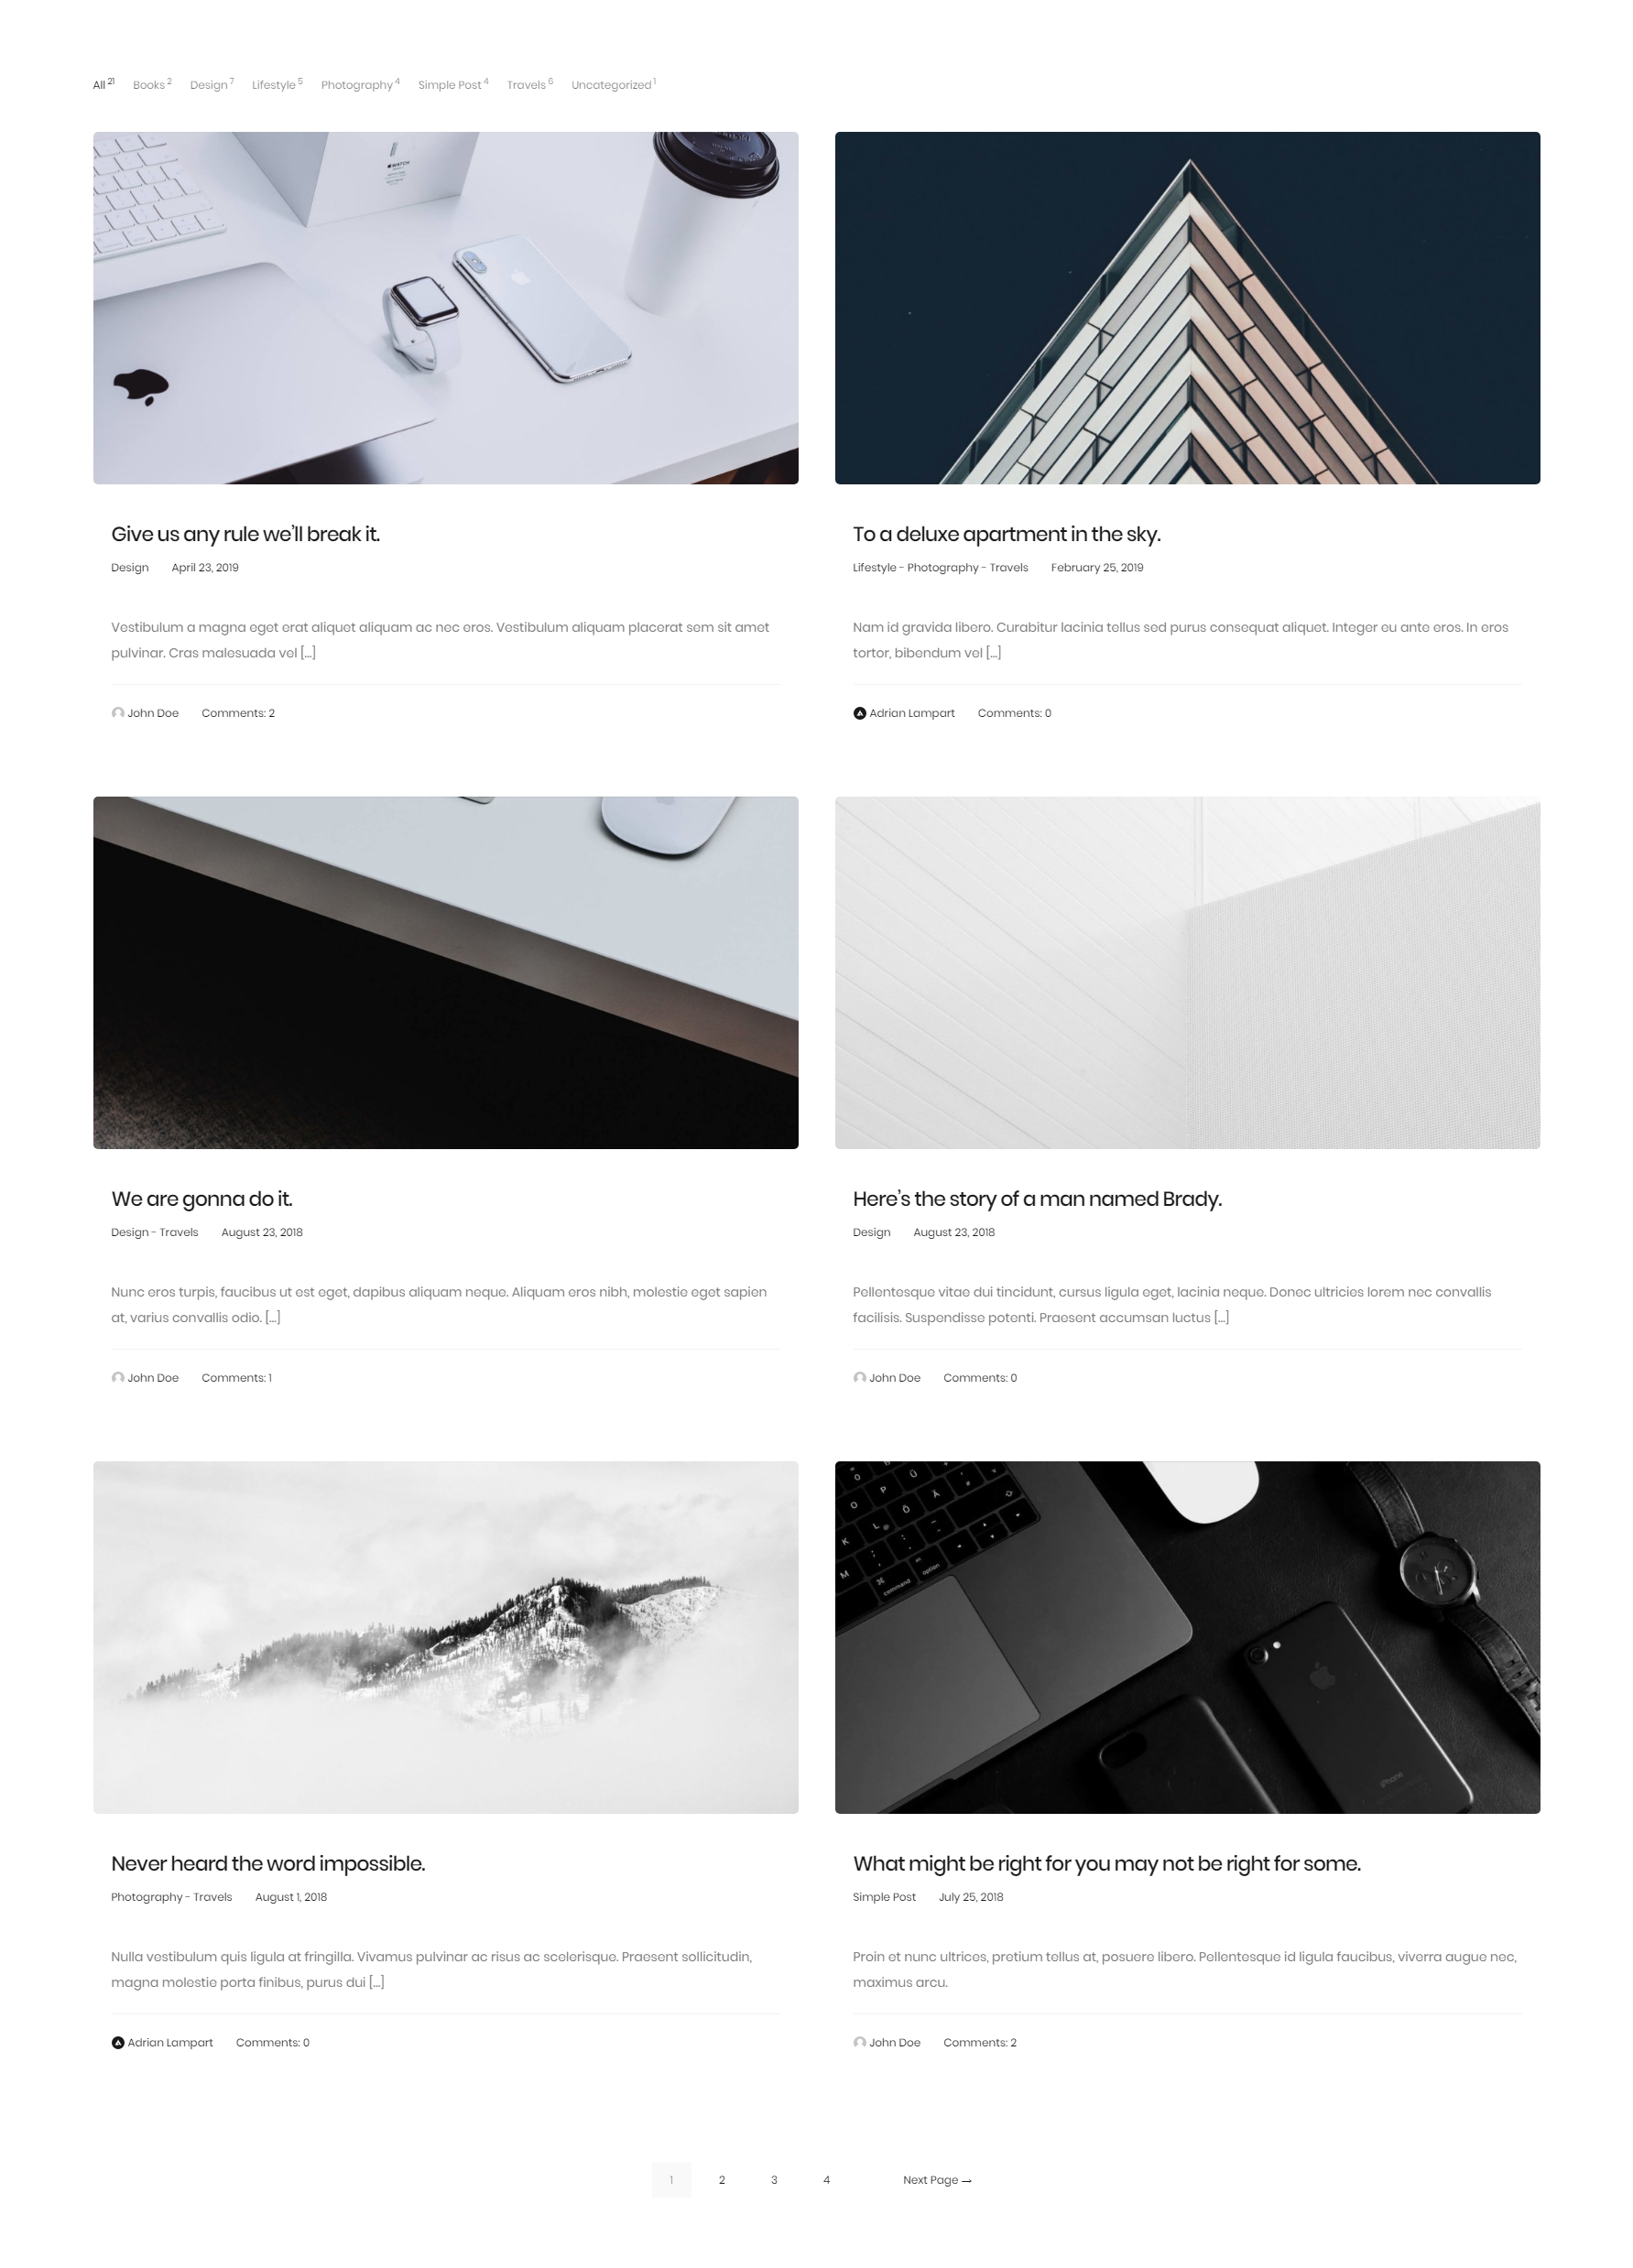 All 21 Books 2 Design 7 Lifestyle 5 Photography 4 Simple Post 4 Travels 6 Uncategorized 1
WATCH
Give us any rule we'll break it.
Design April 23, 2019
Vestibulum a magna eget erat aliquet aliquam ac nec eros. Vestibulum aliquam placerat sem sit amet
pulvinar. Cras malesuada vel [...]
John Doe Comments: 2
To a deluxe apartment in the sky.
Lifestyle - Photography - Travels February 25, 2019
Nam id gravida libero. Curabitur lacinia tellus sed purus consequat aliquet. Integer eu ante eros. In eros
tortor, bibendum vel [...]
Adrian Lampart Comments: 0
We are gonna do it.
Design - Travels August 23, 2018
Nunc eros turpis, faucibus ut est eget, dapibus aliquam neque. Aliquam eros nibh, molestie eget sapien
at, varius convallis odio. [...]
John Doe Comments: 1
Here's the story of a man named Brady.
Design August 23, 2018
Pellentesque vitae dui tincidunt, cursus ligula eget, lacinia neque. Donec ultricies lorem nec convallis
facilisis. Suspendisse potenti. Praesent accumsan luctus [...]
John Doe Comments: 0
Never heard the word impossible.
Photography - Travels August 1, 2018
Nulla vestibulum quis ligula at fringilla. Vivamus pulvinar ac risus ac scelerisque. Praesent sollicitudin,
magna molestie porta finibus, purus dui [...]
Adrian Lampart Comments: 0
O P Ü
L Ö Ä
K
M ⌘ command option
iPhone
What might be right for you may not be right for some.
Simple Post July 25, 2018
Proin et nunc ultrices, pretium tellus at, posuere libero. Pellentesque id ligula faucibus, viverra augue nec,
maximus arcu.
John Doe Comments: 2
1 2 3 4 Next Page →